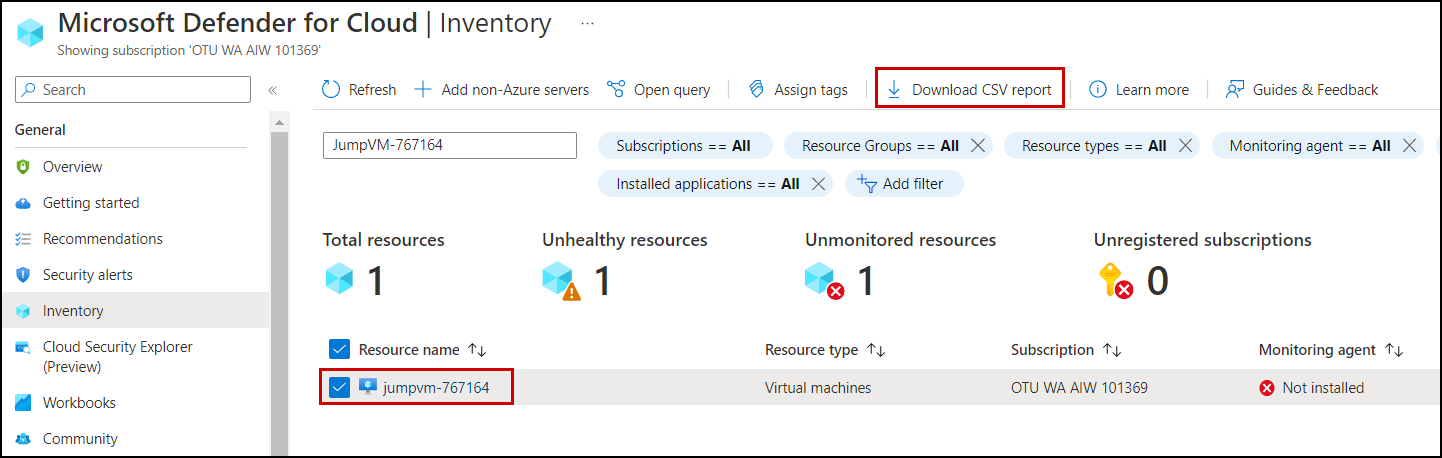 Microsoft Defender for Cloud | Inventory ...
Showing subscription 'OTU WA AIW 101369'
Search
«
Refresh
Add non-Azure servers
Open query
Assign tags
Download CSV report
Learn more
Guides & Feedback
General
Overview
Getting started
Recommendations
Security alerts
Inventory
Cloud Security Explorer
(Preview)
Workbooks
Community
JumpVM-767164
Subscriptions == All
Resource Groups == All
Resource types == All
Monitoring agent == All
Installed applications == All
Add filter
Total resources
1
Unhealthy resources
1
Unmonitored resources
1
Unregistered subscriptions
0
Resource name ↑↓ Resource type ↑↓ Subscription ↑↓ Monitoring agent ↑↓
jumpvm-767164 Virtual machines OTU WA AIW 101369 Not installed